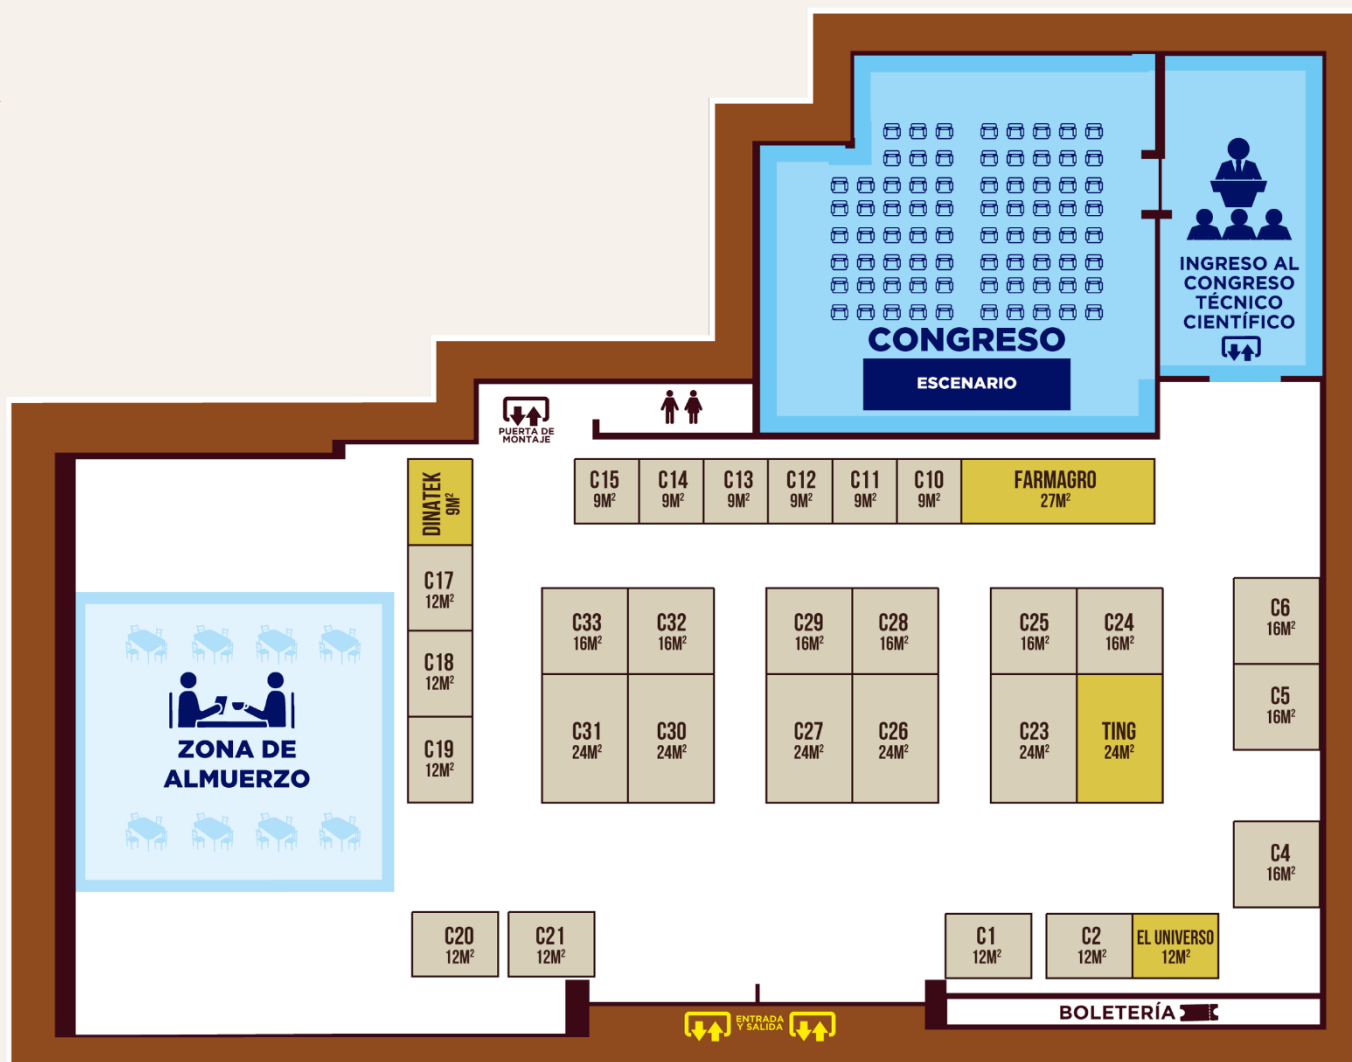 INGRESO AL
CONGRESO
TÉCNICO
CIENTÍFICO
CONGRESO
ESCENARIO
PUERTA DE
MONTAJE
DINATEK
9M²
C15
9M²
C14
9M²
C13
9M²
C12
9M²
C11
9M²
C10
9M²
FARMAGRO
27M²
C17
12M²
C18
12M²
C19
12M²
C33
16M²
C32
16M²
C31
24M²
C30
24M²
C29
16M²
C28
16M²
C27
24M²
C26
24M²
C25
16M²
C24
16M²
C23
24M²
TING
24M²
C6
16M²
C5
16M²
C4
16M²
ZONA DE
ALMUERZO
C20
12M²
C21
12M²
C1
12M²
C2
12M²
EL UNIVERSO
12M²
BOLETERÍA
ENTRADA
Y SALIDA